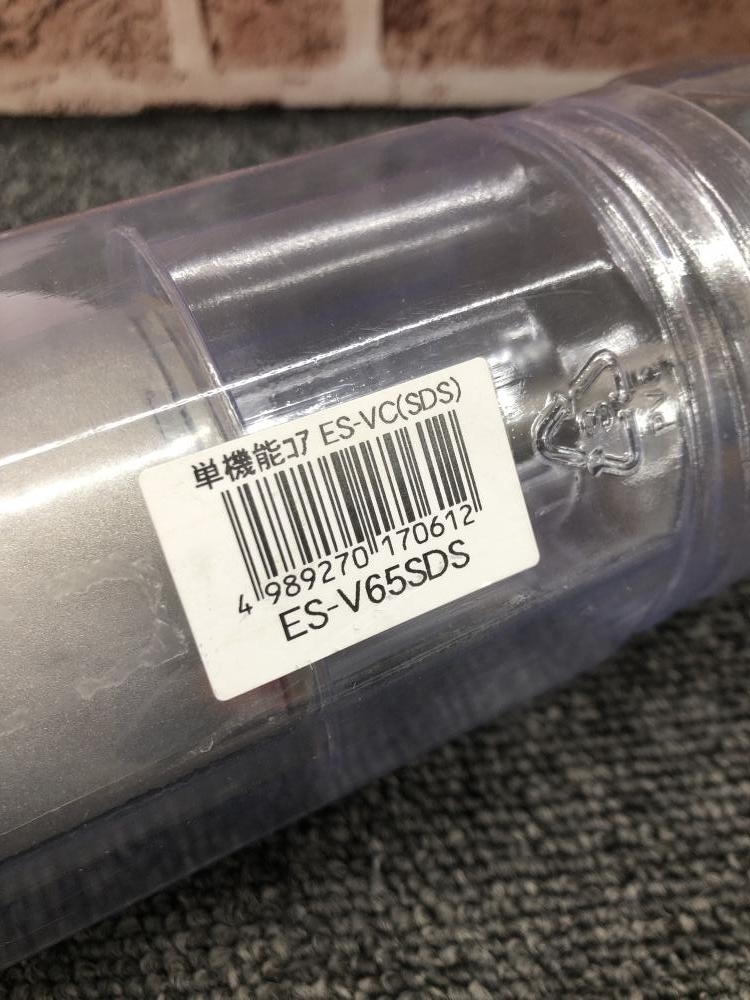 単機能ｺｱ ES-VC(SDS)
4 989270 170612
ES-V65SDS